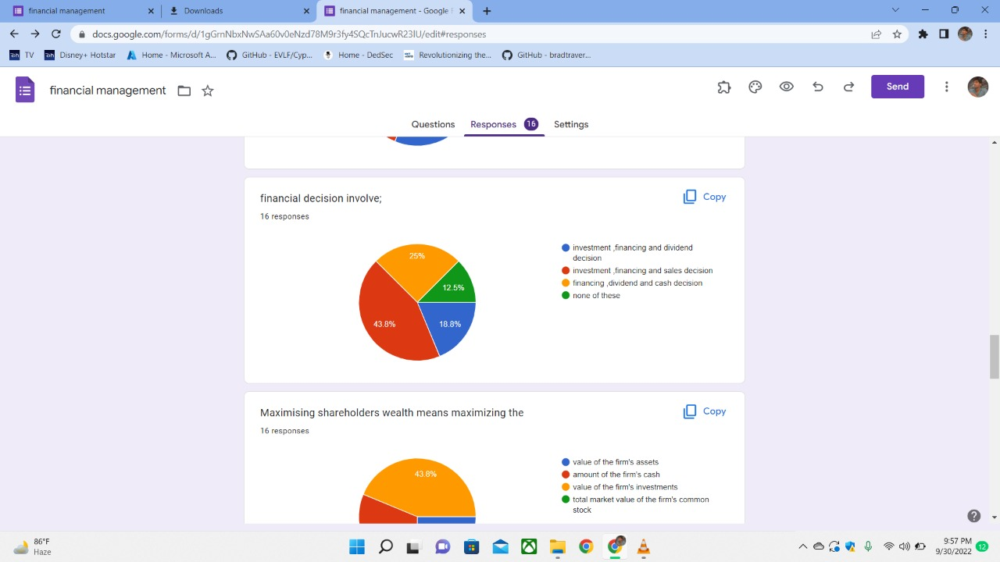 financial management
Downloads
financial management - Google F
docs.google.com/forms/d/1gGrnNbxNwSAa60v0eNzd78M9r3fy4SQcTnJucwR23IU/edit#responses
TV
Disney+ Hotstar
Home - Microsoft A...
GitHub - EVLF/Cyp...
Home - DedSec
Revolutionizing the...
GitHub - bradtraver...
financial management
Send
Questions
Responses 16
Settings
financial decision involve;
Copy
16 responses
25%
12.5%
43.8%
18.8%
investment ,financing and dividend
decision
investment ,financing and sales decision
financing ,dividend and cash decision
none of these
Maximising shareholders wealth means maximizing the
Copy
16 responses
43.8%
value of the firm's assets
amount of the firm's cash
value of the firm's investments
total market value of the firm's common
stock
86°F
Haze
9:57 PM
9/30/2022
12